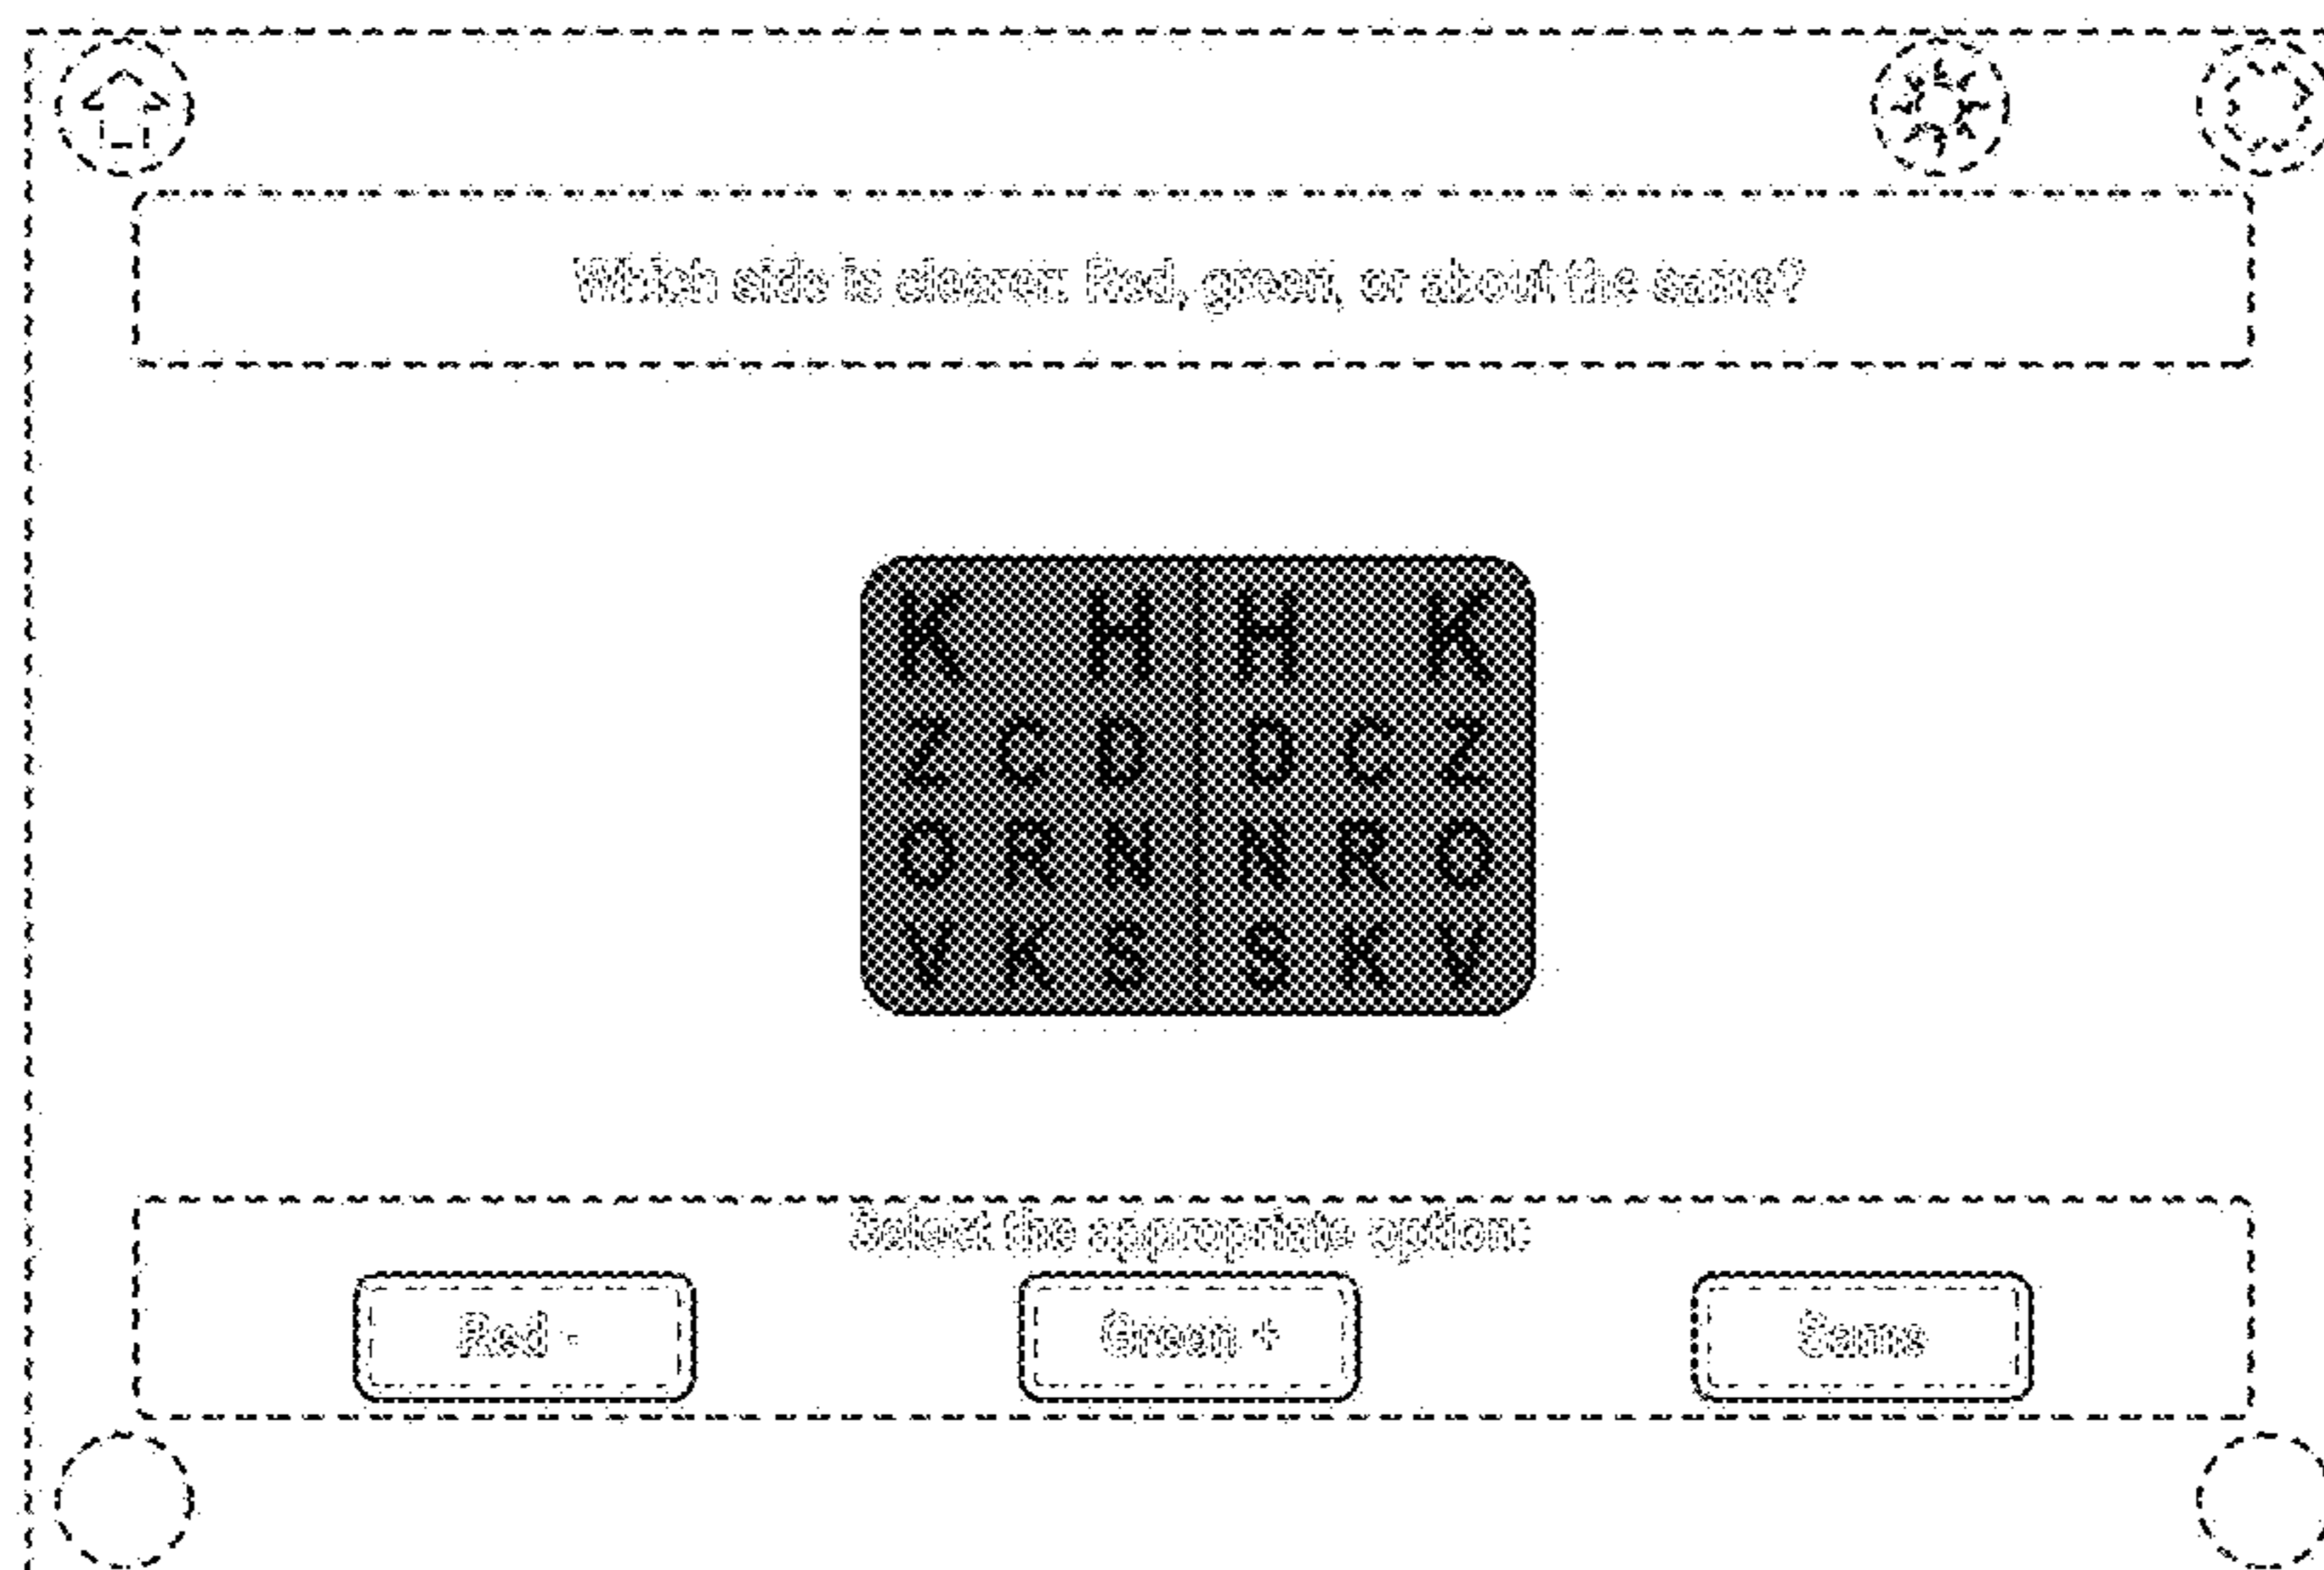 Which side is clearer: Red, green, or about the same?
K H H K
Z C D D C Z
O R N N R O
V K S S K V
Select the appropriate option:
Red - Green + Same